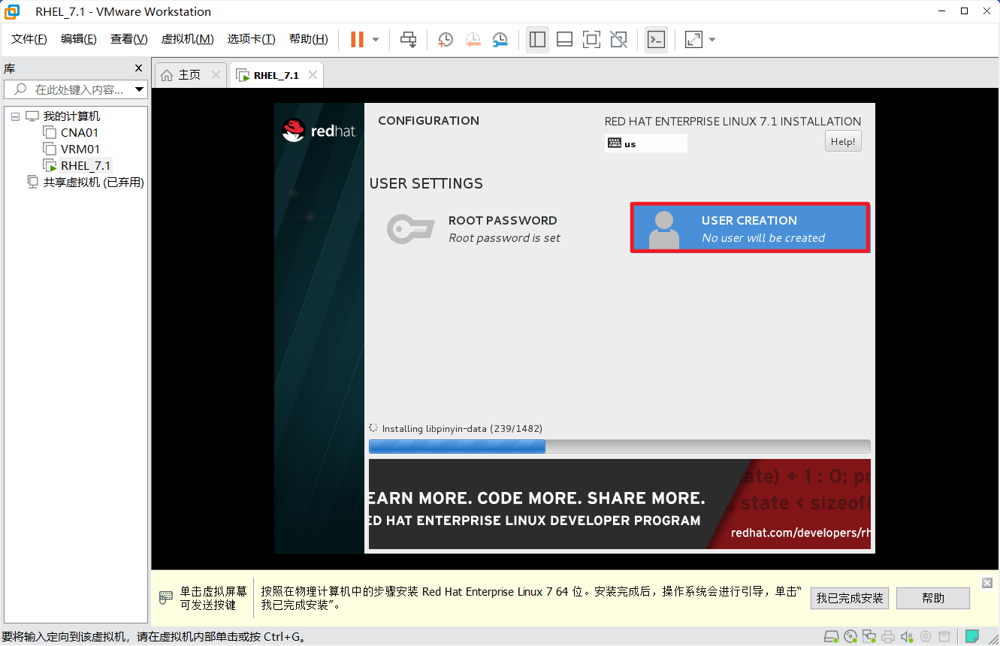 RHEL_7.1 - VMware Workstation
文件(F) 编辑(E) 查看(V) 虚拟机(M) 选项卡(T) 帮助(H)
库
在此处键入内容...
我的计算机
CNA01
VRM01
RHEL_7.1
共享虚拟机 (已弃用)
主页 RHEL_7.1
redhat.
CONFIGURATION
RED HAT ENTERPRISE LINUX 7.1 INSTALLATION
us
Help!
USER SETTINGS
ROOT PASSWORD
Root password is set
USER CREATION
No user will be created
Installing libpinyin-data (239/1482)
EARN MORE. CODE MORE. SHARE MORE.
ED HAT ENTERPRISE LINUX DEVELOPER PROGRAM
ate) + 1 : 0; pr
, state < sizeof(
redhat.com/developers/rh
单击虚拟屏幕
可发送按键
按照在物理计算机中的步骤安装 Red Hat Enterprise Linux 7 64 位。安装完成后，操作系统会进行引导，单击“
我已完成安装”。
我已完成安装
帮助
要将输入定向到该虚拟机，请在虚拟机内部单击或按 Ctrl+G。